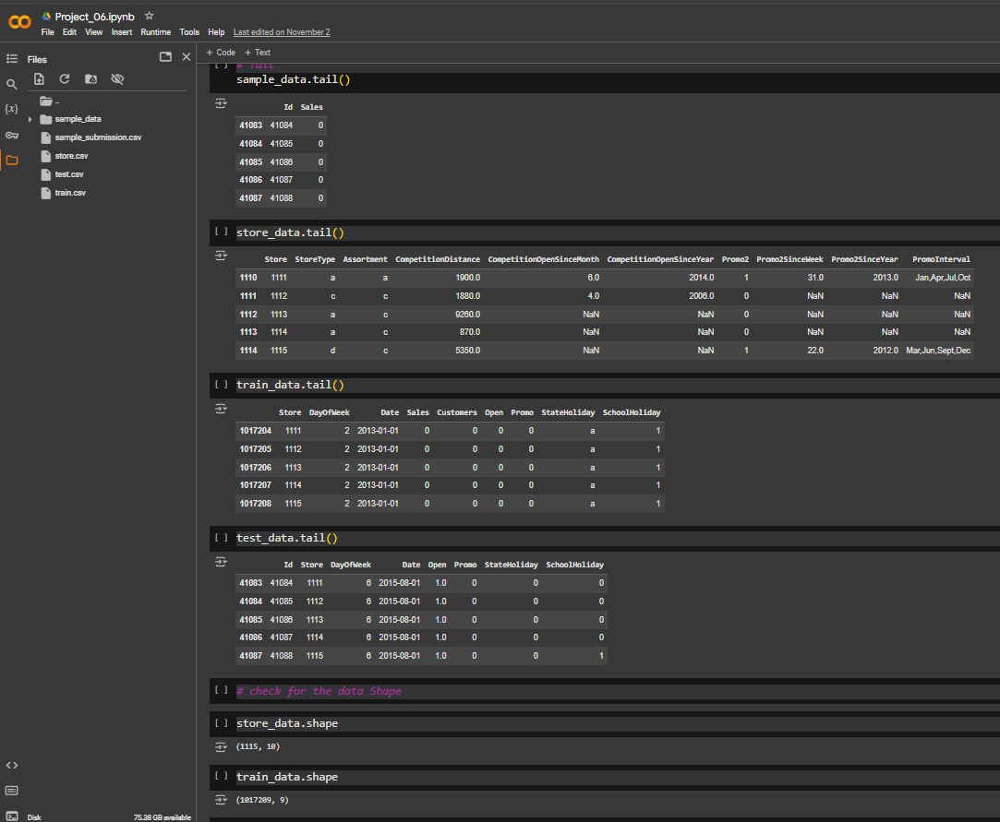 Project_06.ipynb
File Edit View Insert Runtime Tools Help Last edited on November 2
Files
+ Code + Text
..
sample_data
sample_submission.csv
store.csv
test.csv
train.csv
{x}
<>
Disk 75.38 GB available
[ ] # Tail
sample_data.tail()
Id Sales
41083 41084 0
41084 41085 0
41085 41086 0
41086 41087 0
41087 41088 0
[ ] store_data.tail()
Store StoreType Assortment CompetitionDistance CompetitionOpenSinceMonth CompetitionOpenSinceYear Promo2 Promo2SinceWeek Promo2SinceYear PromoInterval
1110 1111 a a 1900.0 6.0 2014.0 1 31.0 2013.0 Jan,Apr,Jul,Oct
1111 1112 c c 1880.0 4.0 2006.0 0 NaN NaN NaN
1112 1113 a c 9260.0 NaN NaN 0 NaN NaN NaN
1113 1114 a c 870.0 NaN NaN 0 NaN NaN NaN
1114 1115 d c 5350.0 NaN NaN 1 22.0 2012.0 Mar,Jun,Sept,Dec
[ ] train_data.tail()
Store DayOfWeek Date Sales Customers Open Promo StateHoliday SchoolHoliday
1017204 1111 2 2013-01-01 0 0 0 0 a 1
1017205 1112 2 2013-01-01 0 0 0 0 a 1
1017206 1113 2 2013-01-01 0 0 0 0 a 1
1017207 1114 2 2013-01-01 0 0 0 0 a 1
1017208 1115 2 2013-01-01 0 0 0 0 a 1
[ ] test_data.tail()
Id Store DayOfWeek Date Open Promo StateHoliday SchoolHoliday
41083 41084 1111 6 2015-08-01 1.0 0 0 0
41084 41085 1112 6 2015-08-01 1.0 0 0 0
41085 41086 1113 6 2015-08-01 1.0 0 0 0
41086 41087 1114 6 2015-08-01 1.0 0 0 0
41087 41088 1115 6 2015-08-01 1.0 0 0 1
[ ] # check for the data Shape
[ ] store_data.shape
(1115, 10)
[ ] train_data.shape
(1017209, 9)